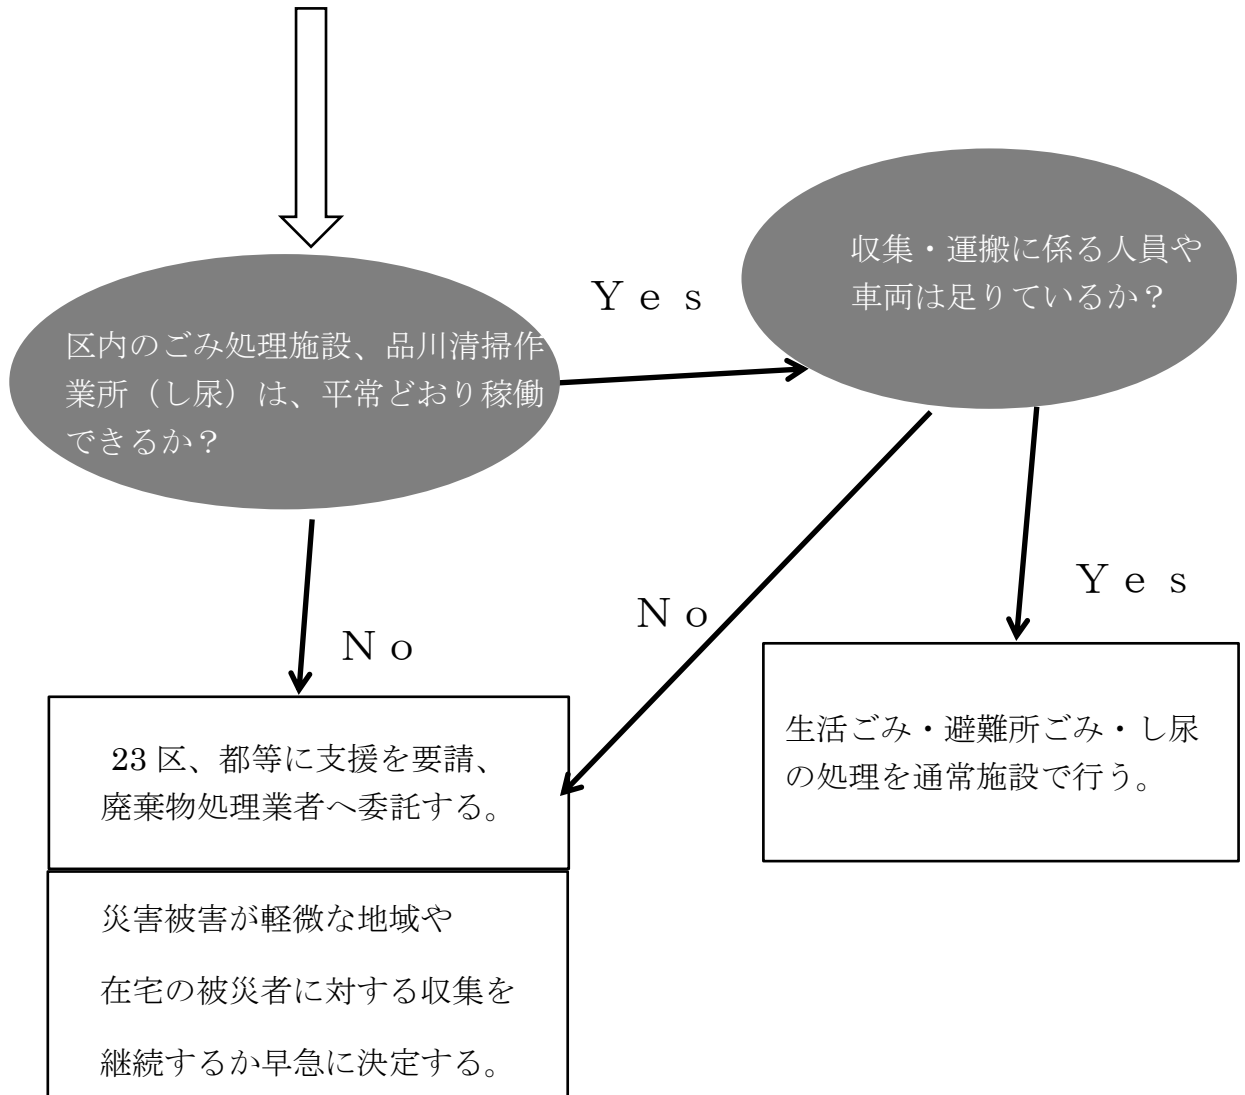 収集・運搬に係る人員や
車両は足りているか？
Ｙｅｓ
区内のごみ処理施設、品川清掃作
業所（し尿）は、平常どおり稼働
できるか？
Ｙｅｓ
Ｎｏ
Ｎｏ
23 区、都等に支援を要請、
廃棄物処理業者へ委託する。
生活ごみ・避難所ごみ・し尿
の処理を通常施設で行う。
災害被害が軽微な地域や
在宅の被災者に対する収集を
継続するか早急に決定する。